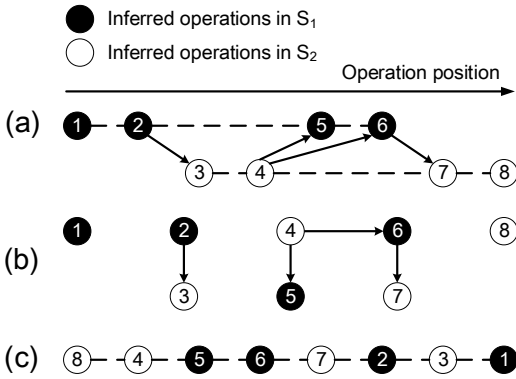 Inferred operations in S1
Inferred operations in S2
Operation position
(a) 1 2 5 6
3 4 7 8
(b) 1 2 4 6 8
3 5 7
(c) 8 4 5 6 7 2 3 1